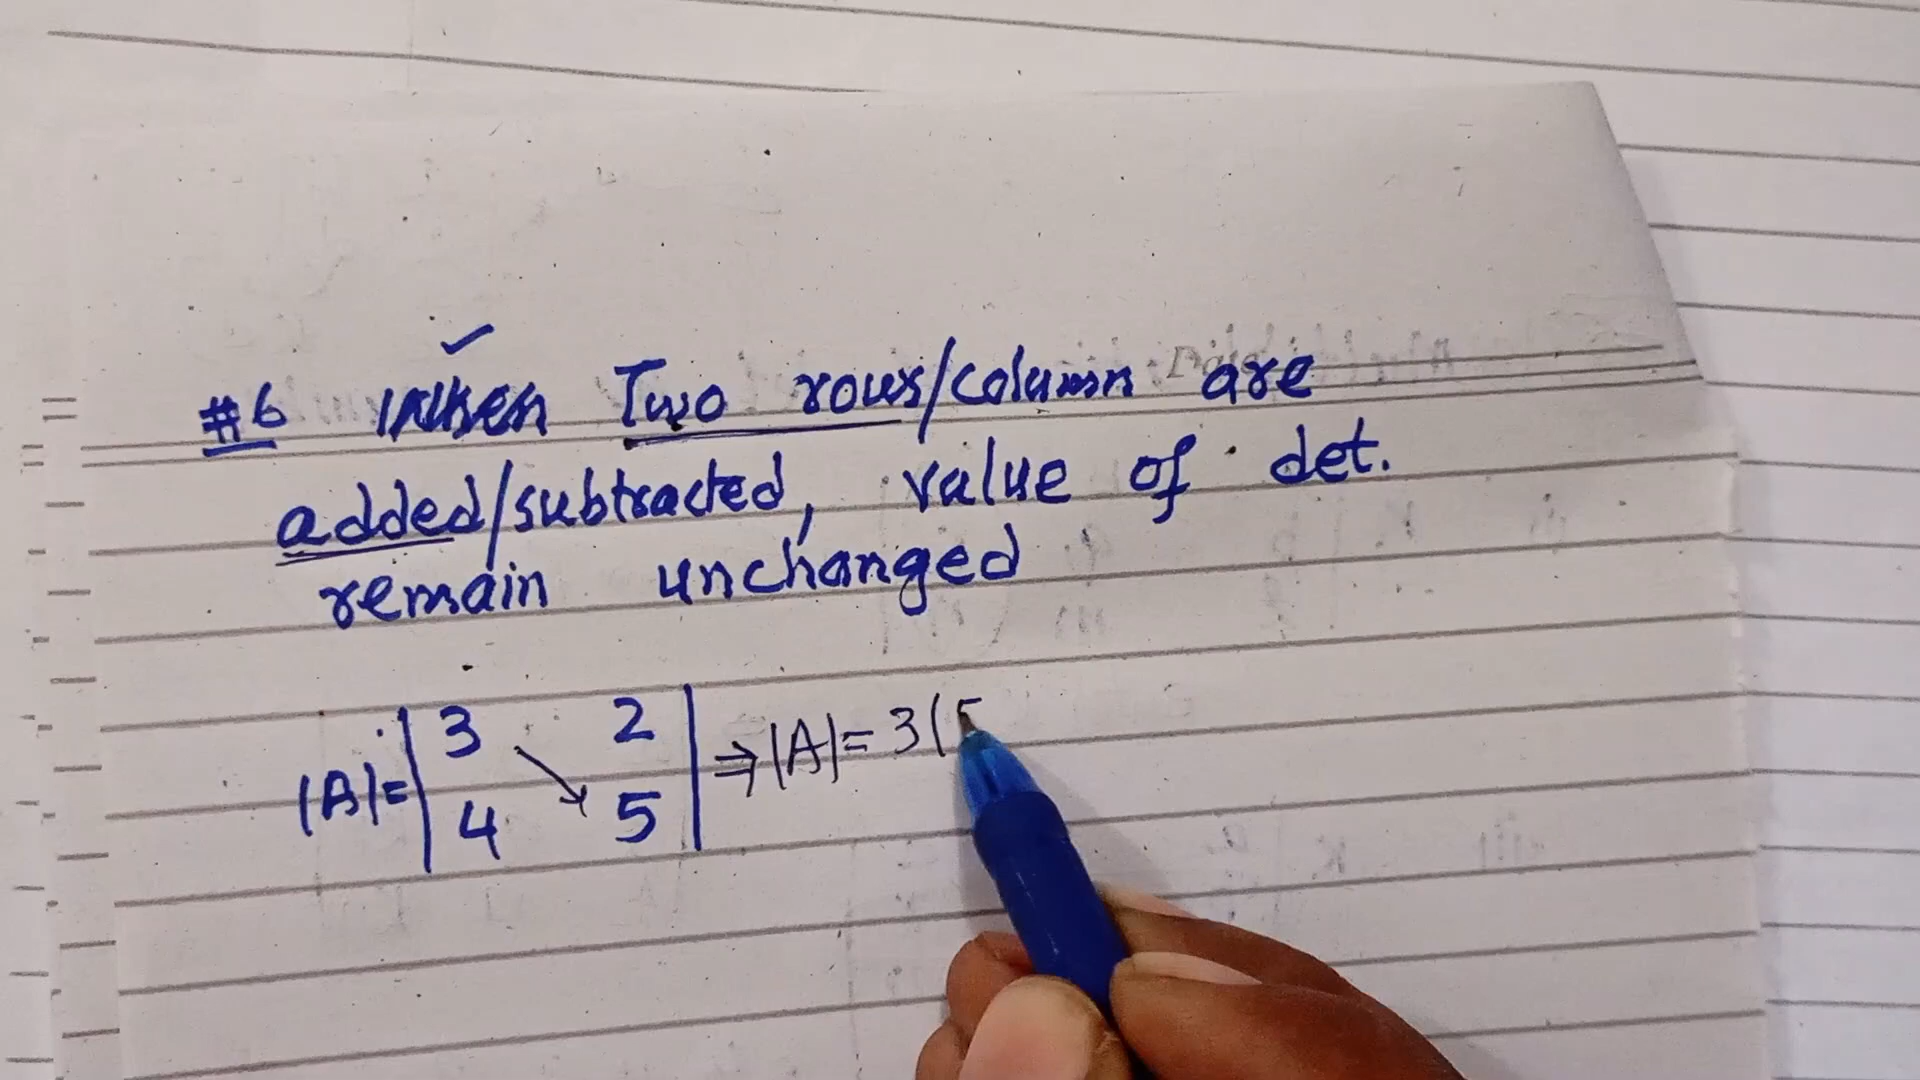 #6 When Two rows/column are
added/subtracted, value of det.
remain unchanged
|A|= | 3 2 | ⇒ |A|= 3(5
| 4 5 |